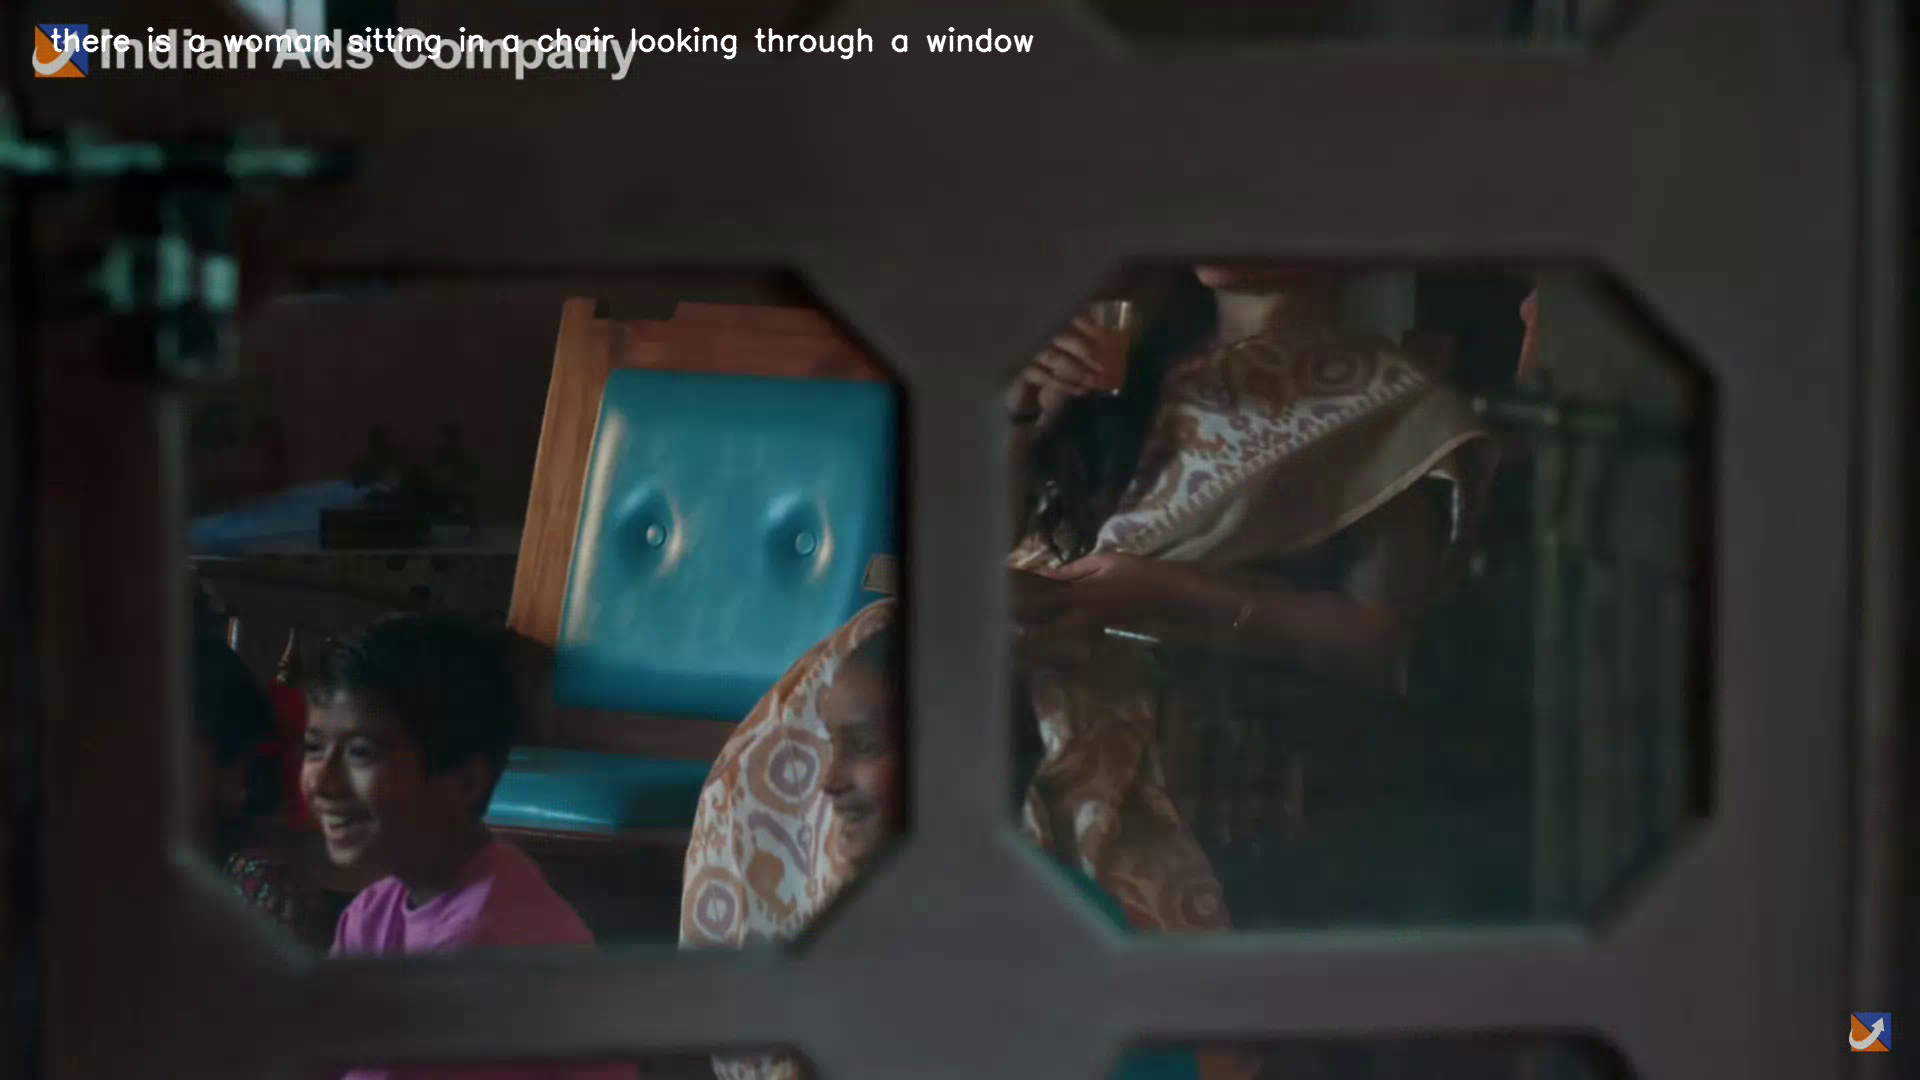 there is a woman sitting in a chair looking through a window
Indian Ads Company